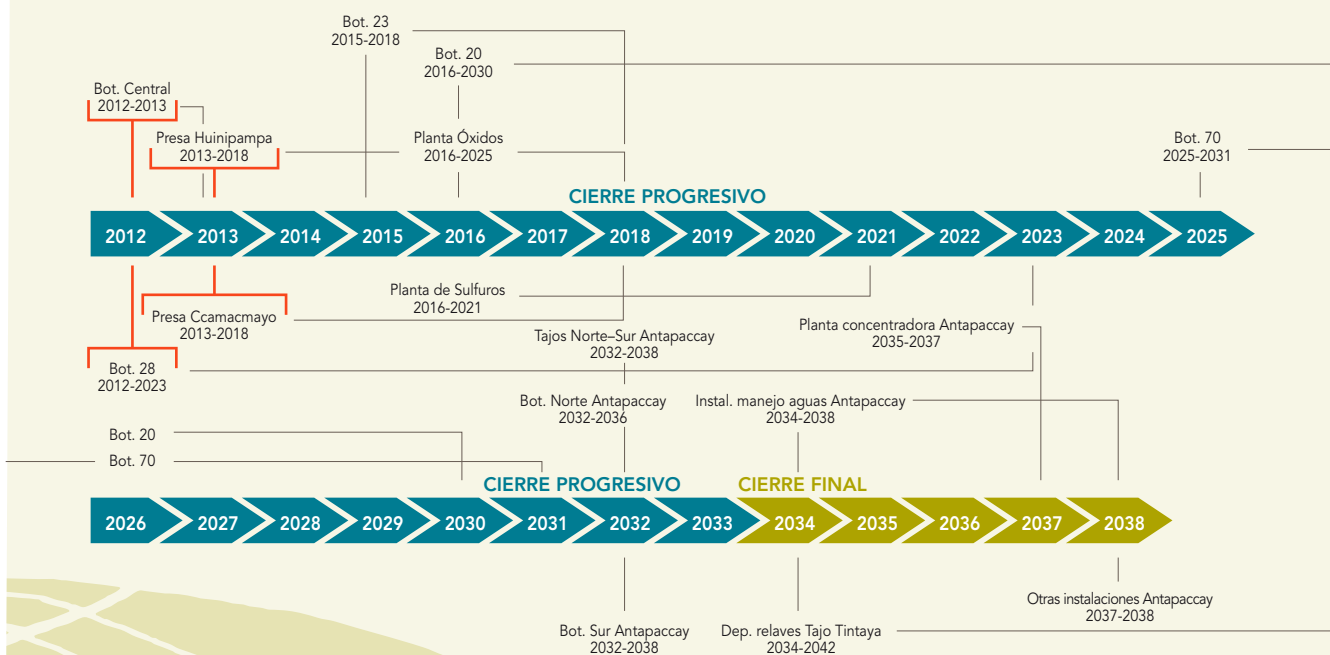 Bot. 23
2015-2018
Bot. 20
2016-2030
Bot. Central
2012-2013
Presa Huinipampa
2013-2018
Planta Óxidos
2016-2025
Bot. 70
2025-2031
CIERRE PROGRESIVO
2012 2013 2014 2015 2016 2017 2018 2019 2020 2021 2022 2023 2024 2025
Planta de Sulfuros
2016-2021
Presa Ccamacmayo
2013-2018
Tajos Norte–Sur Antapaccay
2032-2038
Planta concentradora Antapaccay
2035-2037
Bot. 28
2012-2023
Bot. Norte Antapaccay
2032-2036
Instal. manejo aguas Antapaccay
2034-2038
Bot. 20
Bot. 70
CIERRE PROGRESIVO
CIERRE FINAL
2026 2027 2028 2029 2030 2031 2032 2033 2034 2035 2036 2037 2038
Otras instalaciones Antapaccay
2037-2038
Bot. Sur Antapaccay
2032-2038
Dep. relaves Tajo Tintaya
2034-2042